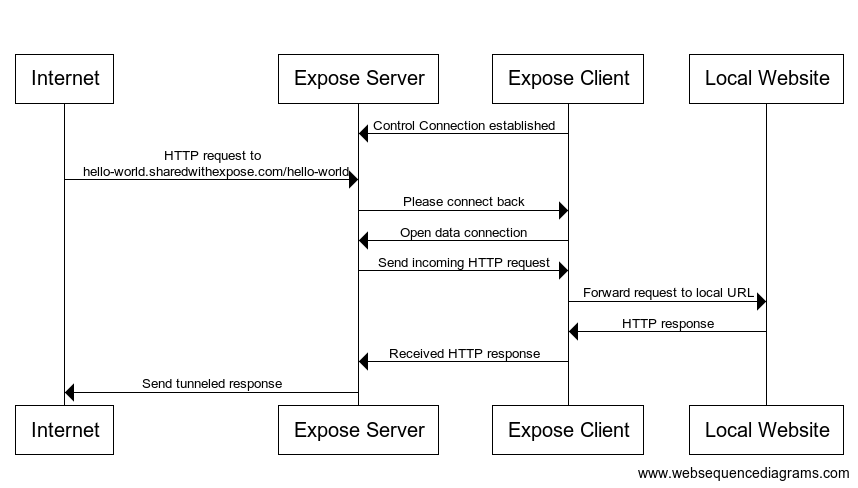 Internet
Expose Server
Expose Client
Local Website
Control Connection established
HTTP request to
hello-world.sharedwithexpose.com/hello-world
Please connect back
Open data connection
Send incoming HTTP request
Forward request to local URL
HTTP response
Received HTTP response
Send tunneled response
Internet
Expose Server
Expose Client
Local Website
www.websequencediagrams.com